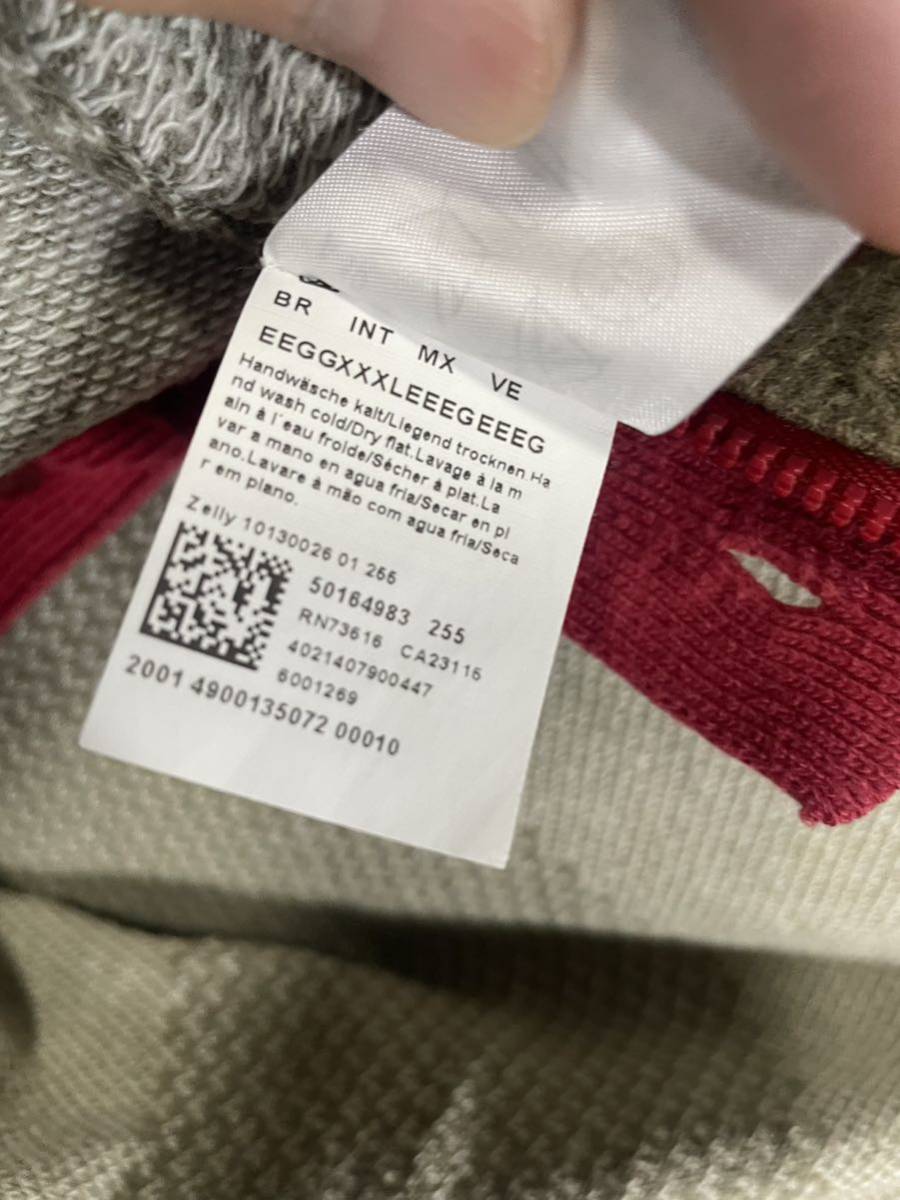 BR INT MX VE
EEGGXXXLEEEGEEEG
Handwäsche kalt/Liegend trocknen.Ha
nd wash cold/Dry flat.Lavage à la m
ain à l'eau froide/Sécher à plat.La
var a mano en agua fria/Secar en pl
ano.Lavare à mão com agua fria/Seca
r em plano.
Zelly 10130026 01 255
50164983 255
RN73616 CA23115
4021407900447
6001269
2001 4900135072 00010